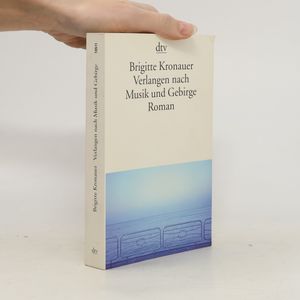 dtv
Brigitte Kronauer
Verlangen nach
Musik und Gebirge
Roman
Brigitte Kronauer Verlangen nach Musik und Gebirge
dtv